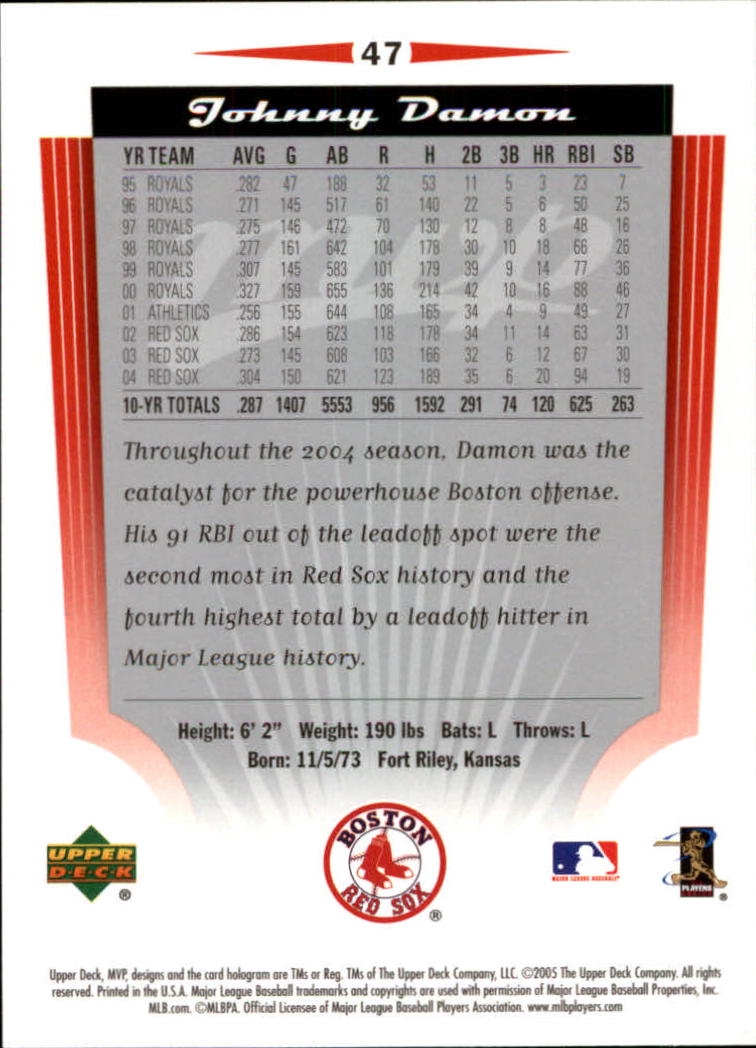 47
Johnny Damon
YR TEAM AVG G AB R H 2B 3B HR RBI SB
95 ROYALS .282 47 188 32 53 11 5 3 23 7
96 ROYALS .271 145 517 61 140 22 5 6 50 25
97 ROYALS .275 146 472 70 130 12 8 8 48 16
98 ROYALS .277 161 642 104 178 30 10 18 66 26
99 ROYALS .307 145 583 101 179 39 9 14 77 36
00 ROYALS .327 159 655 136 214 42 10 16 88 46
01 ATHLETICS .256 155 644 108 165 34 4 9 49 27
02 RED SOX .286 154 623 118 178 34 11 14 63 31
03 RED SOX .273 145 608 103 166 32 6 12 67 30
04 RED SOX .304 150 621 123 189 35 6 20 94 19
10-YR TOTALS .287 1407 5553 956 1592 291 74 120 625 263
mvp
Throughout the 2004 season, Damon was the
catalyst for the powerhouse Boston offense.
His 91 RBI out of the leadoff spot were the
second most in Red Sox history and the
fourth highest total by a leadoff hitter in
Major League history.
Height: 6' 2" Weight: 190 lbs Bats: L Throws: L
Born: 11/5/73 Fort Riley, Kansas
UPPER
D·E·C·K
®
BOSTON
RED SOX
®
MAJOR LEAGUE BASEBALL®
PLAYERS
®
Upper Deck, MVP, designs and the card hologram are TMs or Reg. TMs of The Upper Deck Company, LLC. ©2005 The Upper Deck Company. All rights
reserved. Printed in the U.S.A. Major League Baseball trademarks and copyrights are used with permission of Major League Baseball Properties, Inc.
MLB.com. ©MLBPA. Official Licensee of Major League Baseball Players Association. www.mlbplayers.com